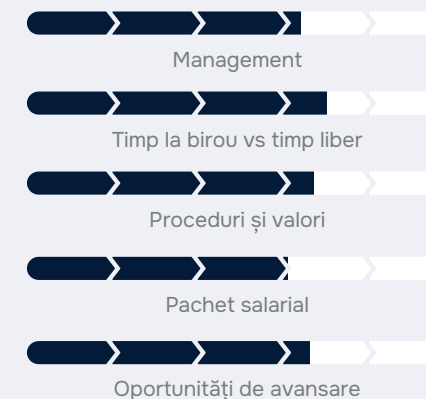 Management
Timp la birou vs timp liber
Proceduri și valori
Pachet salarial
Oportunități de avansare